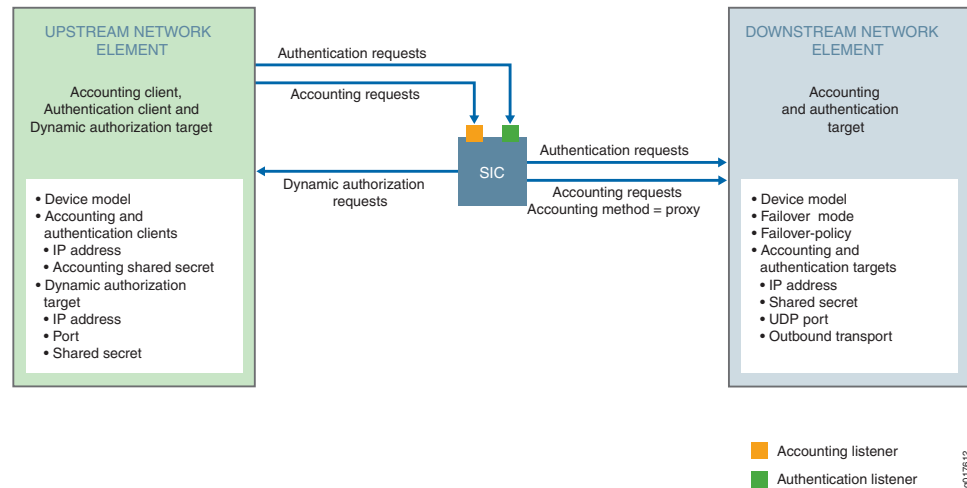 UPSTREAM NETWORK
ELEMENT
Accounting client,
Authentication client and
Dynamic authorization target
• Device model
• Accounting and
authentication clients
• IP address
• Accounting shared secret
• Dynamic authorization
target
• IP address
• Port
• Shared secret
Authentication requests
Accounting requests
SIC
Dynamic authorization
requests
Authentication requests
Accounting requests
Accounting method = proxy
DOWNSTREAM NETWORK
ELEMENT
Accounting
and authentication
target
• Device model
• Failover mode
• Failover-policy
• Accounting and
authentication targets
• IP address
• Shared secret
• UDP port
• Outbound transport
Accounting listener
Authentication listener
g017612